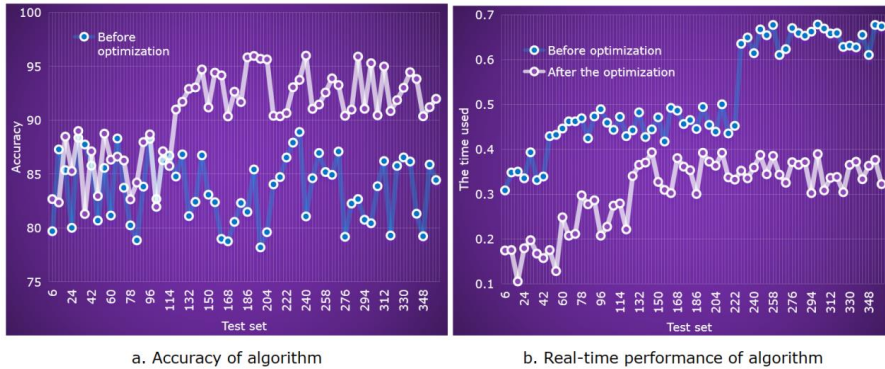 100
95
90
85
80
75
Accuracy
Before
optimization
6 24 42 60 78 96 114 132 150 168 186 204 222 240 258 276 294 312 330 348
Test set
a. Accuracy of algorithm
0.7
0.6
0.5
0.4
0.3
0.2
0.1
The time used
Before optimization
After the optimization
6 24 42 60 78 96 114 132 150 168 186 204 222 240 258 276 294 312 330 348
Test set
b. Real-time performance of algorithm